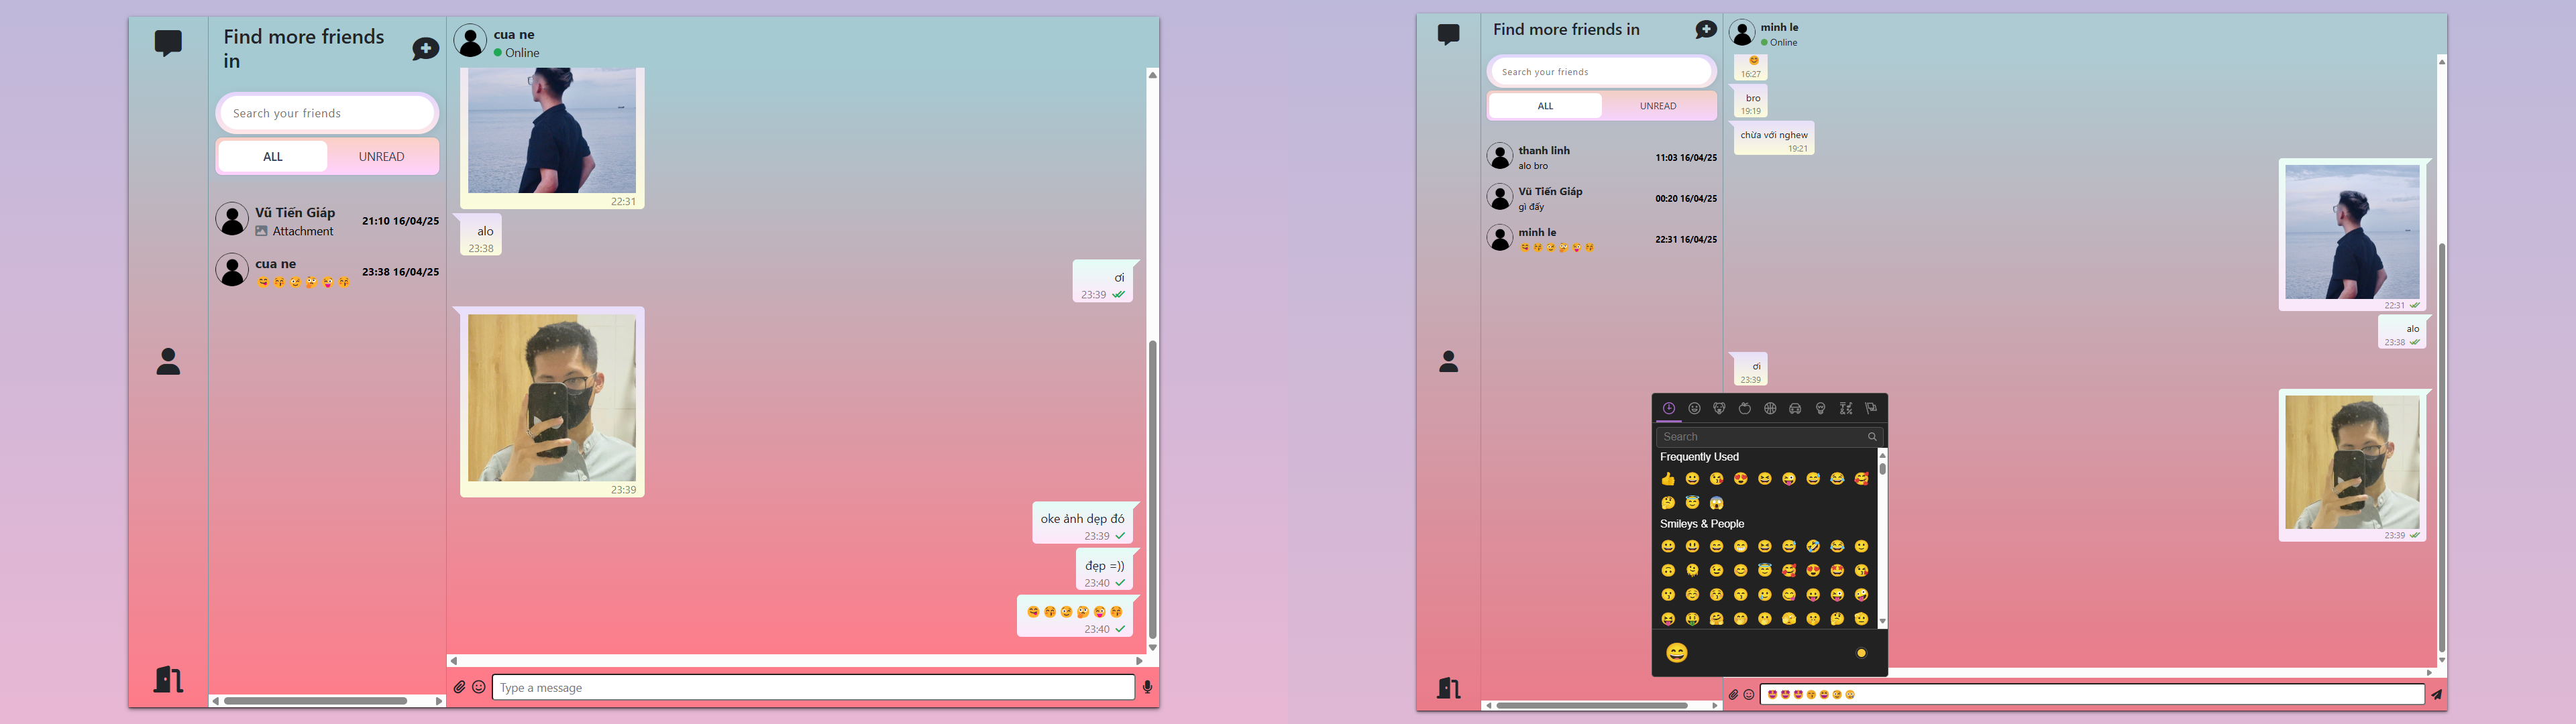 Find more friends
in
cua ne
Online
Search your friends
ALL
UNREAD
Vũ Tiến Giáp
21:10 16/04/25
Attachment
cua ne
23:38 16/04/25
22:31
alo
23:38
ơi
23:39
23:39
oke ảnh dẹp đó
23:39
đẹp =))
23:40
23:40
Type a message
Find more friends in
minh le
Online
Search your friends
ALL
UNREAD
thanh linh
11:03 16/04/25
alo bro
Vũ Tiến Giáp
00:20 16/04/25
gì đấy
minh le
22:31 16/04/25
16:27
bro
19:19
chừa với nghew
19:21
22:31
alo
23:38
ơi
23:39
23:39
Search
Frequently Used
Smileys & People